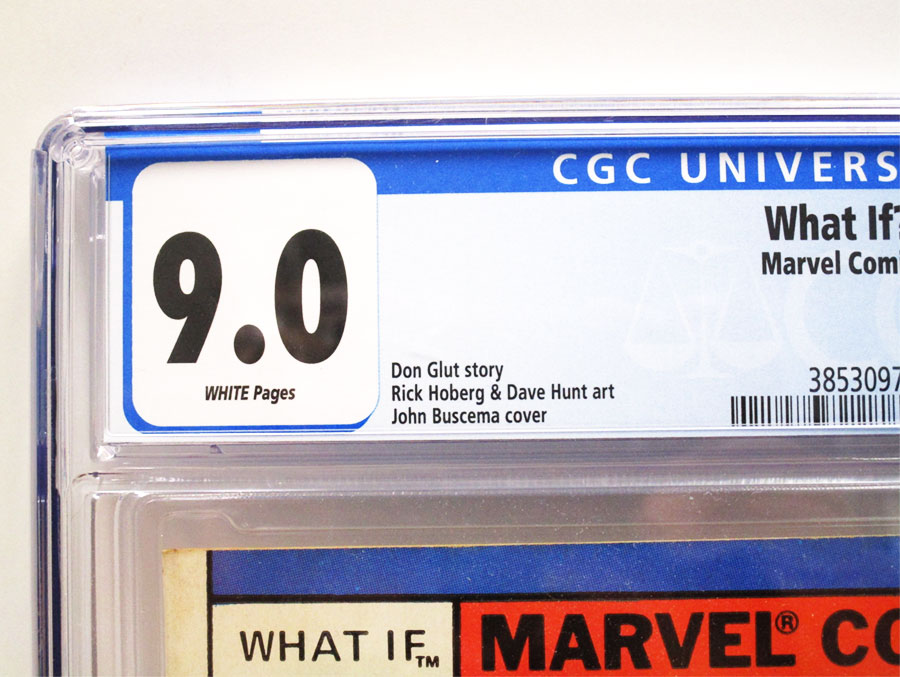 CGC UNIVERS
9.0
WHITE Pages
What If?
Marvel Comi
Don Glut story
Rick Hoberg & Dave Hunt art
John Buscema cover
3853097
WHAT IF™
MARVEL® CO